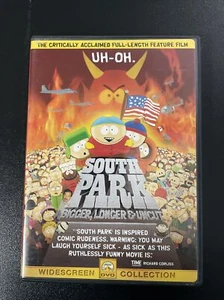 THE CRITICALLY ACCLAIMED FULL-LENGTH FEATURE FILM
UH-OH.
SOUTH
PARK
BIGGER, LONGER & UNCUT
"SOUTH PARK' IS INSPIRED
COMIC RUDENESS. WARNING: YOU MAY
LAUGH YOURSELF SICK - AS SICK AS THIS
RUTHLESSLY FUNNY MOVIE IS."
TIME RICHARD CORLISS
WIDESCREEN DVD COLLECTION